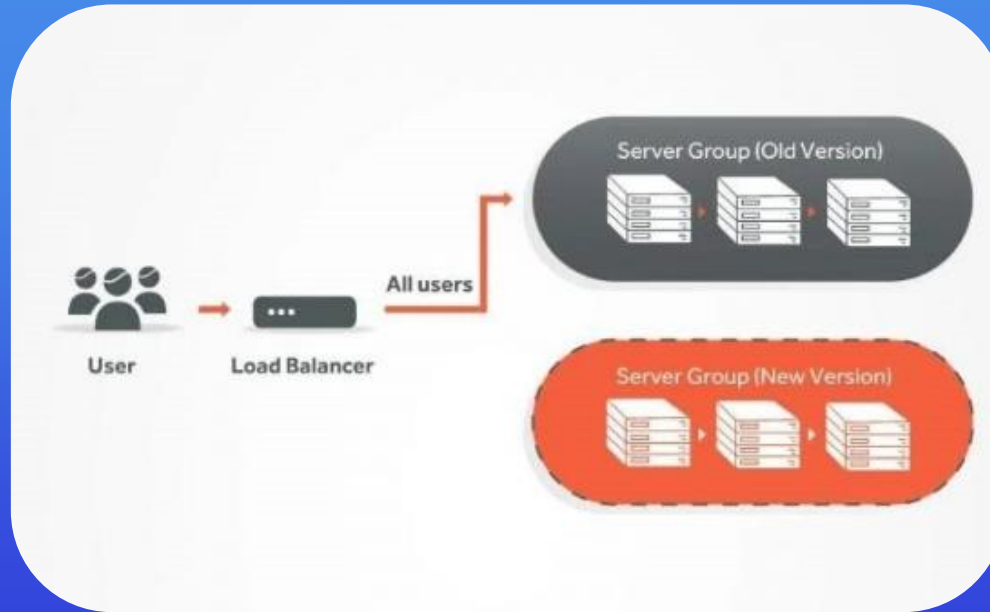 Server Group (Old Version)
All users
User
Load Balancer
Server Group (New Version)